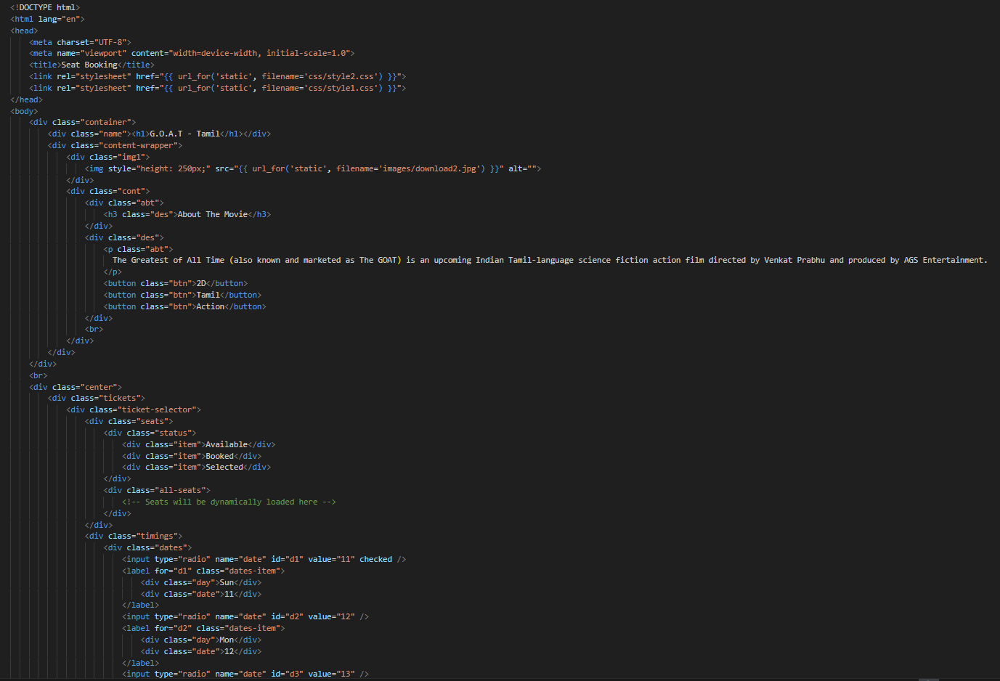 <!DOCTYPE html>
<html lang="en">
<head>
    <meta charset="UTF-8">
    <meta name="viewport" content="width=device-width, initial-scale=1.0">
    <title>Seat Booking</title>
    <link rel="stylesheet" href="{{ url_for('static', filename='css/style2.css') }}">
    <link rel="stylesheet" href="{{ url_for('static', filename='css/style1.css') }}">
</head>
<body>
    <div class="container">
        <div class="name"><h1>G.O.A.T - Tamil</h1></div>
        <div class="content-wrapper">
            <div class="img1">
                <img style="height: 250px;" src="{{ url_for('static', filename='images/download2.jpg') }}" alt="">
            </div>
            <div class="cont">
                <div class="abt">
                    <h3 class="des">About The Movie</h3>
                </div>
                <div class="des">
                    <p class="abt">
                      The Greatest of All Time (also known and marketed as The GOAT) is an upcoming Indian Tamil-language science fiction action film directed by Venkat Prabhu and produced by AGS Entertainment.
                    </p>
                    <button class="btn">2D</button>
                    <button class="btn">Tamil</button>
                    <button class="btn">Action</button>
                </div>
                <br>
            </div>
        </div>
    </div>
    <br>
    <div class="center">
        <div class="tickets">
            <div class="ticket-selector">
                <div class="seats">
                    <div class="status">
                        <div class="item">Available</div>
                        <div class="item">Booked</div>
                        <div class="item">Selected</div>
                    </div>
                    <div class="all-seats">
                        <!-- Seats will be dynamically loaded here -->
                    </div>
                </div>
                <div class="timings">
                    <div class="dates">
                        <input type="radio" name="date" id="d1" value="11" checked />
                        <label for="d1" class="dates-item">
                            <div class="day">Sun</div>
                            <div class="date">11</div>
                        </label>
                        <input type="radio" name="date" id="d2" value="12" />
                        <label for="d2" class="dates-item">
                            <div class="day">Mon</div>
                            <div class="date">12</div>
                        </label>
                        <input type="radio" name="date" id="d3" value="13" />